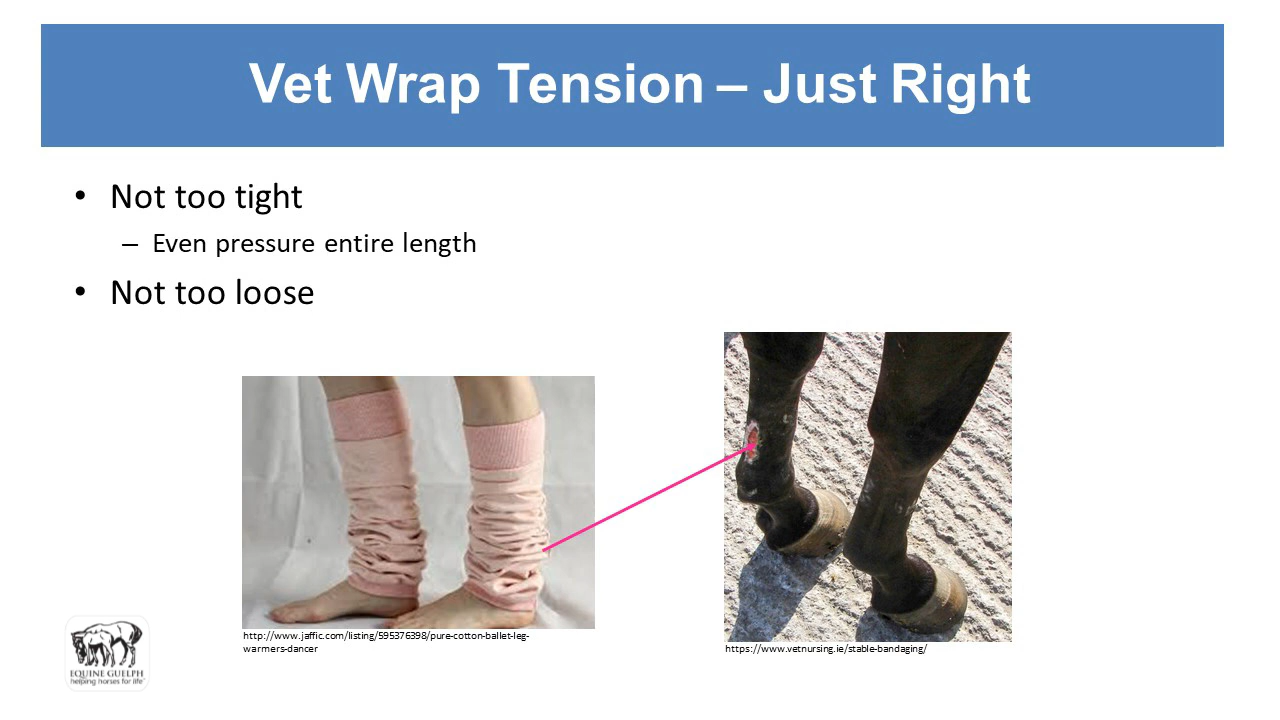 Vet Wrap Tension – Just Right
• Not too tight
– Even pressure entire length
• Not too loose
http://www.jaffic.com/listing/595376398/pure-cotton-ballet-leg-
warmers-dancer
https://www.vetnursing.ie/stable-bandaging/
EQUINE GUELPH
helping horses for life